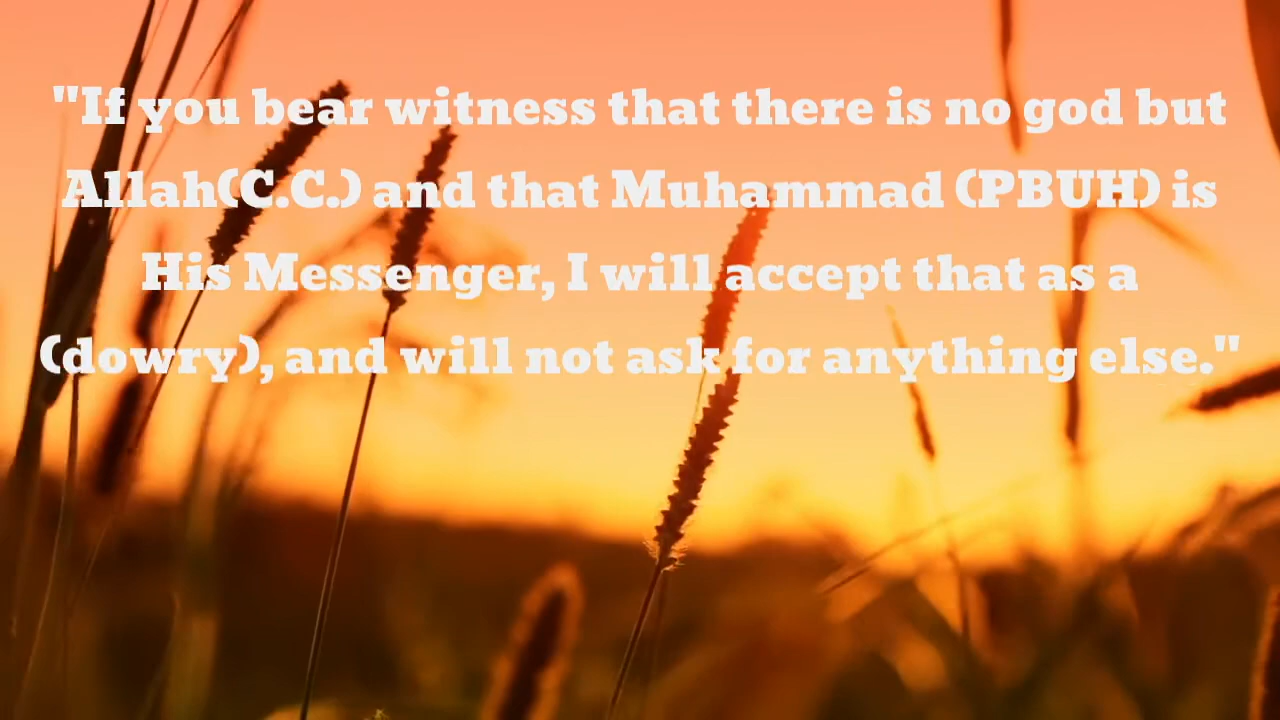 "If you bear witness that there is no god but
Allah(C.C.) and that Muhammad (PBUH) is
His Messenger, I will accept that as a
(dowry), and will not ask for anything else."